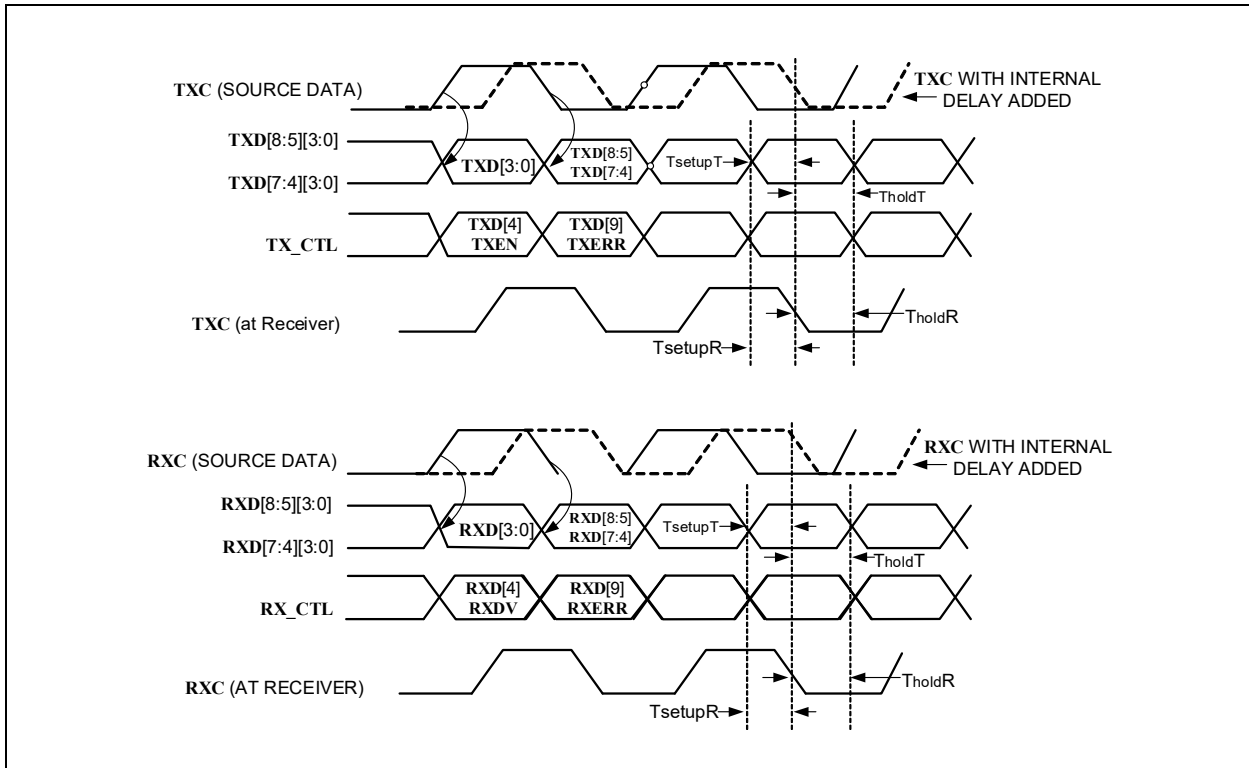 TXC (SOURCE DATA)
TXC WITH INTERNAL
DELAY ADDED
TXD[8:5][3:0]
TXD[7:4][3:0]
TXD[3:0]
TXD[8:5]
TXD[7:4]
TsetupT
TholdT
TX_CTL
TXD[4]
TXEN
TXD[9]
TXERR
TXC (at Receiver)
TholdR
TsetupR
RXC (SOURCE DATA)
RXC WITH INTERNAL
DELAY ADDED
RXD[8:5][3:0]
RXD[7:4][3:0]
RXD[3:0]
RXD[8:5]
RXD[7:4]
TsetupT
TholdT
RX_CTL
RXD[4]
RXDV
RXD[9]
RXERR
RXC (AT RECEIVER)
TholdR
TsetupR